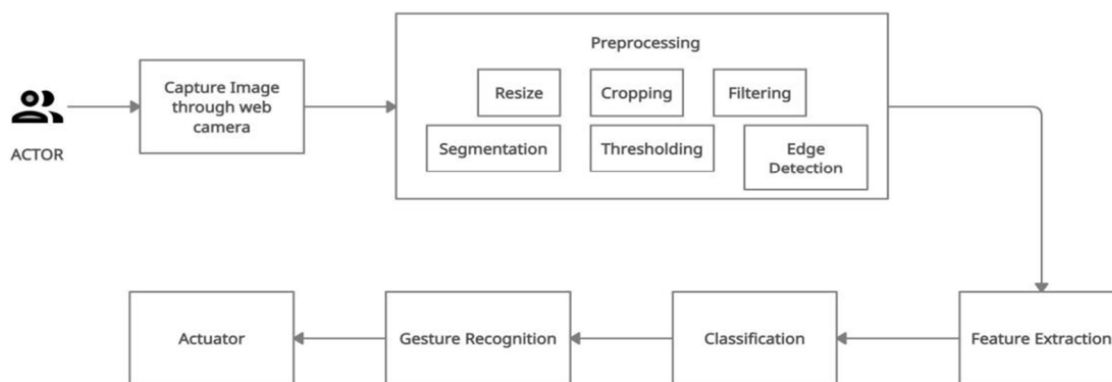 ACTOR
Capture Image
through web
camera
Preprocessing
Resize
Cropping
Filtering
Segmentation
Thresholding
Edge
Detection
Actuator
Gesture Recognition
Classification
Feature Extraction